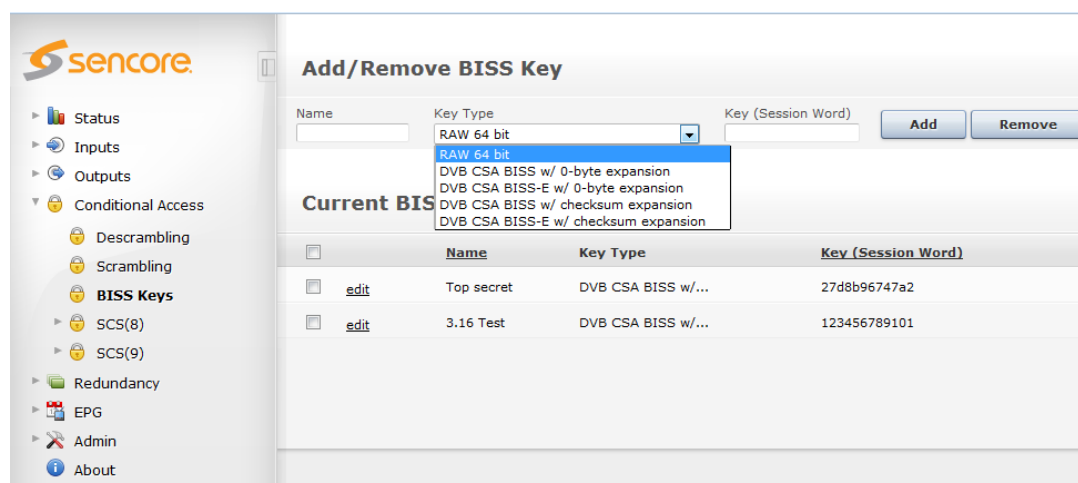 sencore
Status
Inputs
Outputs
Conditional Access
Descrambling
Scrambling
BISS Keys
SCS(8)
SCS(9)
Redundancy
EPG
Admin
About
Add/Remove BISS Key
Name Key Type Key (Session Word)
RAW 64 bit Add Remove
RAW 64 bit
DVB CSA BISS w/ 0-byte expansion
DVB CSA BISS-E w/ 0-byte expansion
DVB CSA BISS w/ checksum expansion
DVB CSA BISS-E w/ checksum expansion
Current BIS
Name Key Type Key (Session Word)
edit Top secret DVB CSA BISS w/... 27d8b96747a2
edit 3.16 Test DVB CSA BISS w/... 123456789101